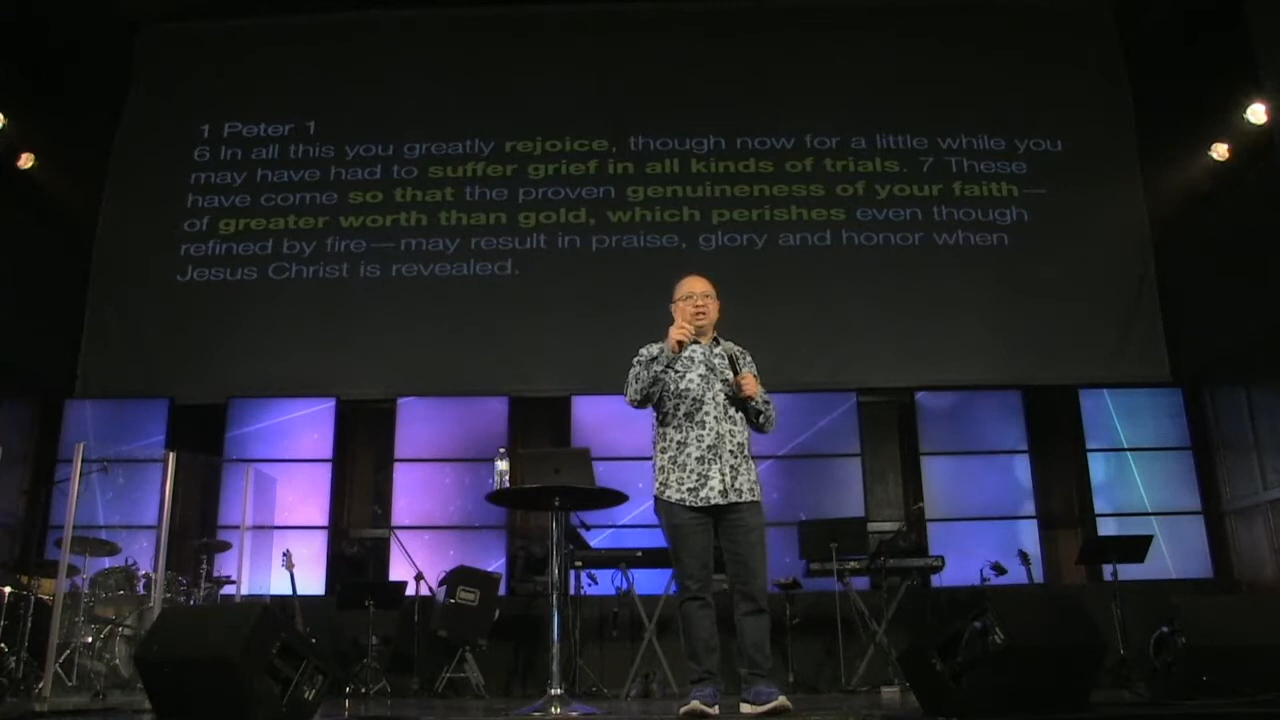 1 Peter 1
6 In all this you greatly rejoice, though now for a little while you
may have had to suffer grief in all kinds of trials. 7 These
have come so that the proven genuineness of your faith—
of greater worth than gold, which perishes even though
refined by fire—may result in praise, glory and honor when
Jesus Christ is revealed.